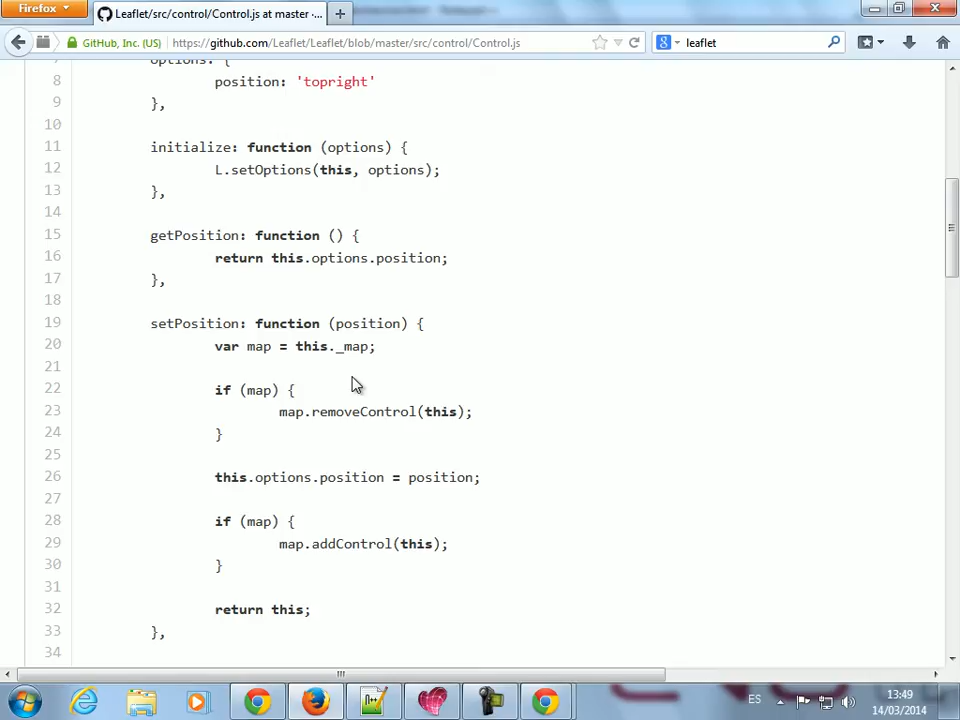 Firefox
Leaflet/src/control/Control.js at master ·...
GitHub, Inc. (US)
https://github.com/Leaflet/Leaflet/blob/master/src/control/Control.js
leaflet
7 options: {
8 position: 'topright'
9 },
10
11 initialize: function (options) {
12 L.setOptions(this, options);
13 },
14
15 getPosition: function () {
16 return this.options.position;
17 },
18
19 setPosition: function (position) {
20 var map = this._map;
21
22 if (map) {
23 map.removeControl(this);
24 }
25
26 this.options.position = position;
27
28 if (map) {
29 map.addControl(this);
30 }
31
32 return this;
33 },
34
ES
13:49
14/03/2014